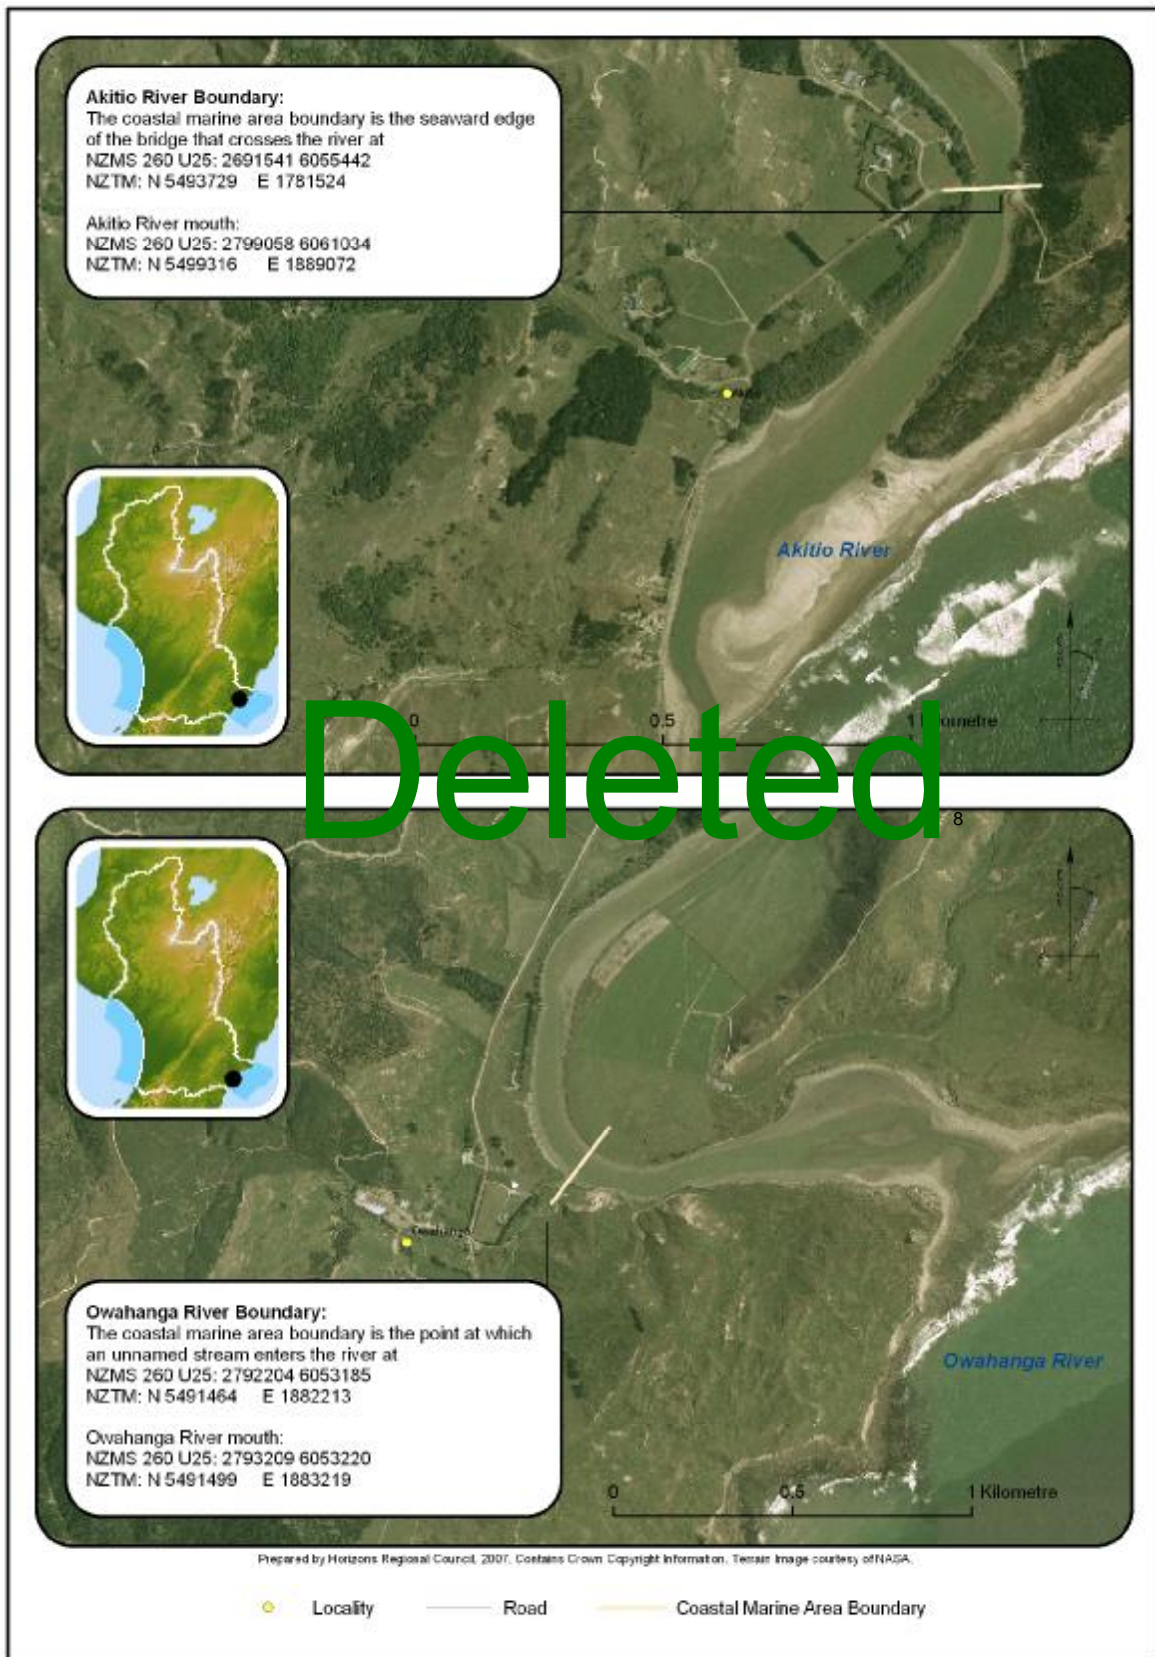 Akitio River Boundary:
The coastal marine area boundary is the seaward edge
of the bridge that crosses the river at
NZMS 260 U25: 2691541 6055442
NZTM: N 5493729 E 1781524
Akitio River mouth:
NZMS 260 U25: 2799058 6061034
NZTM: N 5499316 E 1889072
Akitio River
0 0.5 1 Kilometre
Deleted
8
Owahanga
Owahanga River Boundary:
The coastal marine area boundary is the point at which
an unnamed stream enters the river at
NZMS 260 U25: 2792204 6053185
NZTM: N 5491464 E 1882213
Owahanga River mouth:
NZMS 260 U25: 2793209 6053220
NZTM: N 5491499 E 1883219
Owahanga River
0 0.5 1 Kilometre
Prepared by Horizons Regional Council, 2007. Contains Crown Copyright Information. Terrain Image courtesy of NASA.
Locality Road Coastal Marine Area Boundary